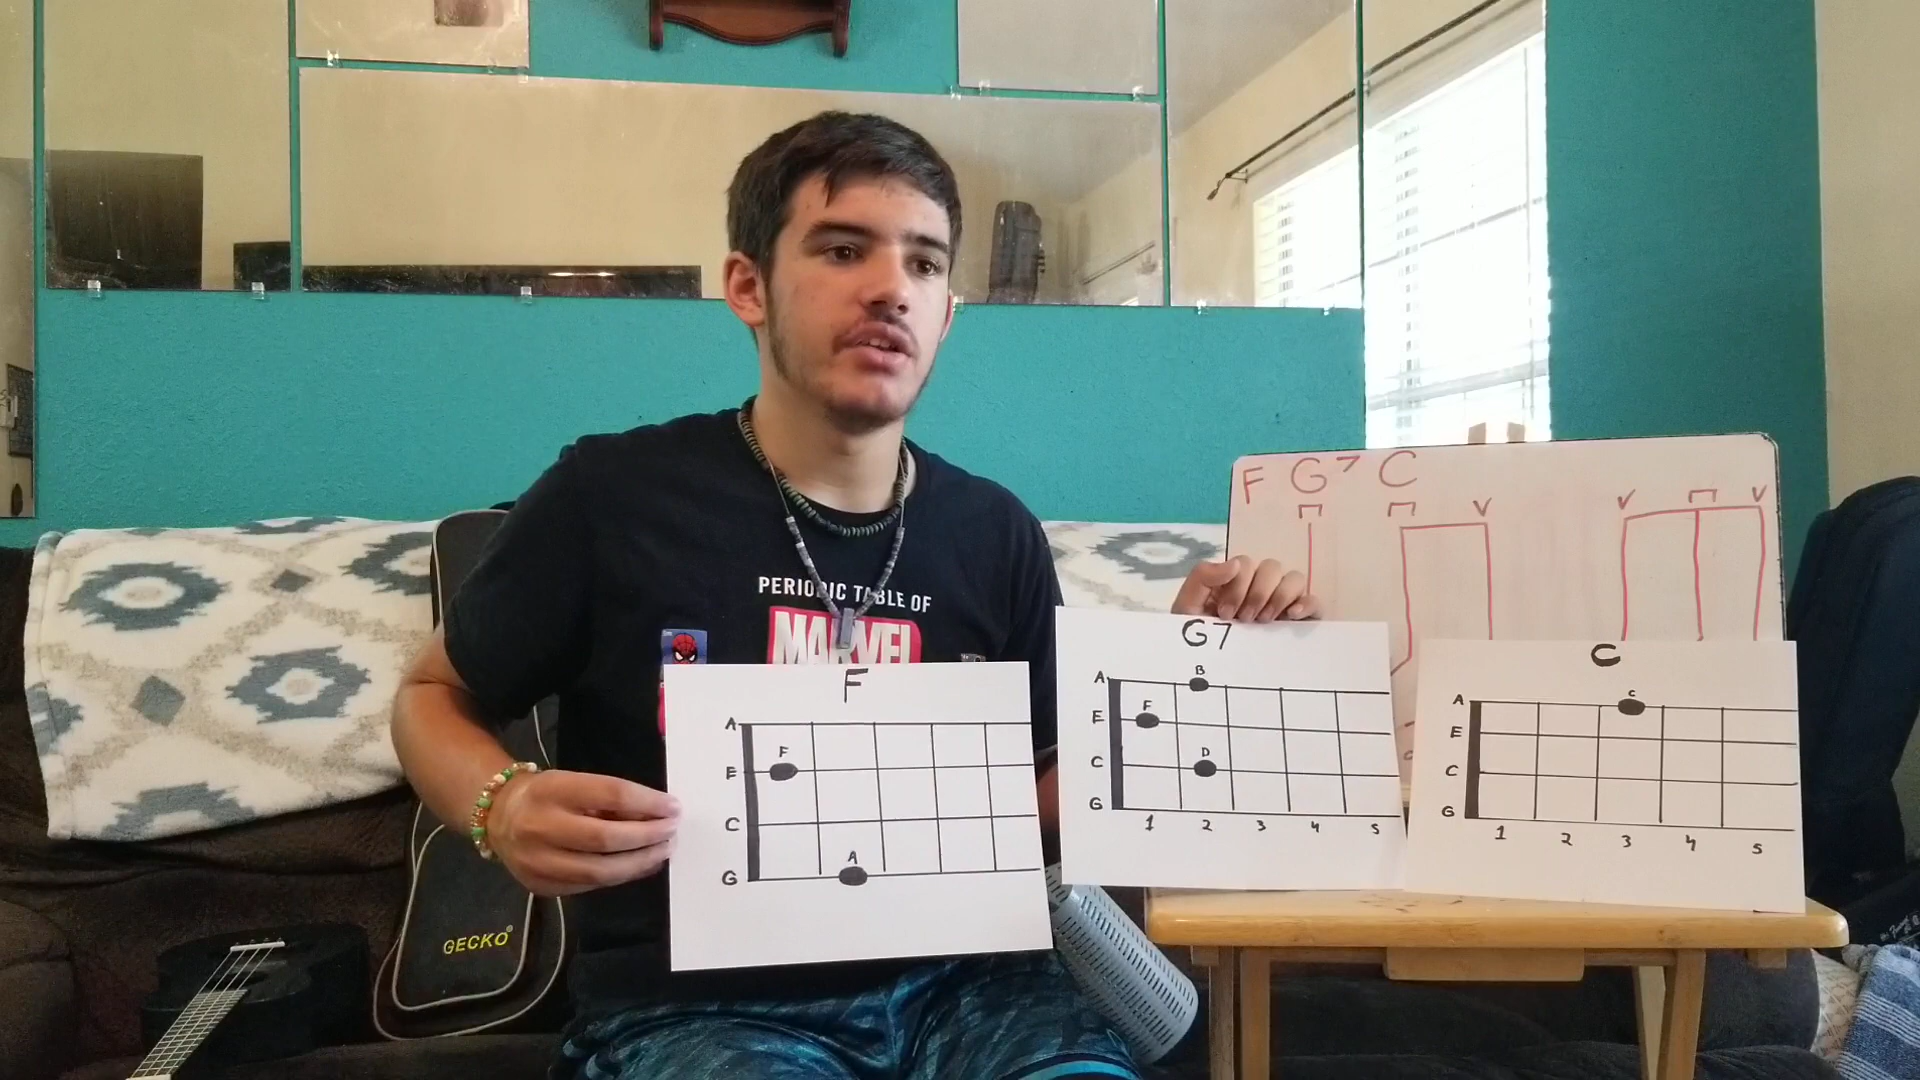 F G7 C
П П V V П V
PERIODIC TABLE OF
MARVEL
F
A
F
E
C
A
G
G7
B
A
F
E
D
C
G
1 2 3 4 5
C
C
A
E
C
G
1 2 3 4 5
GECKO